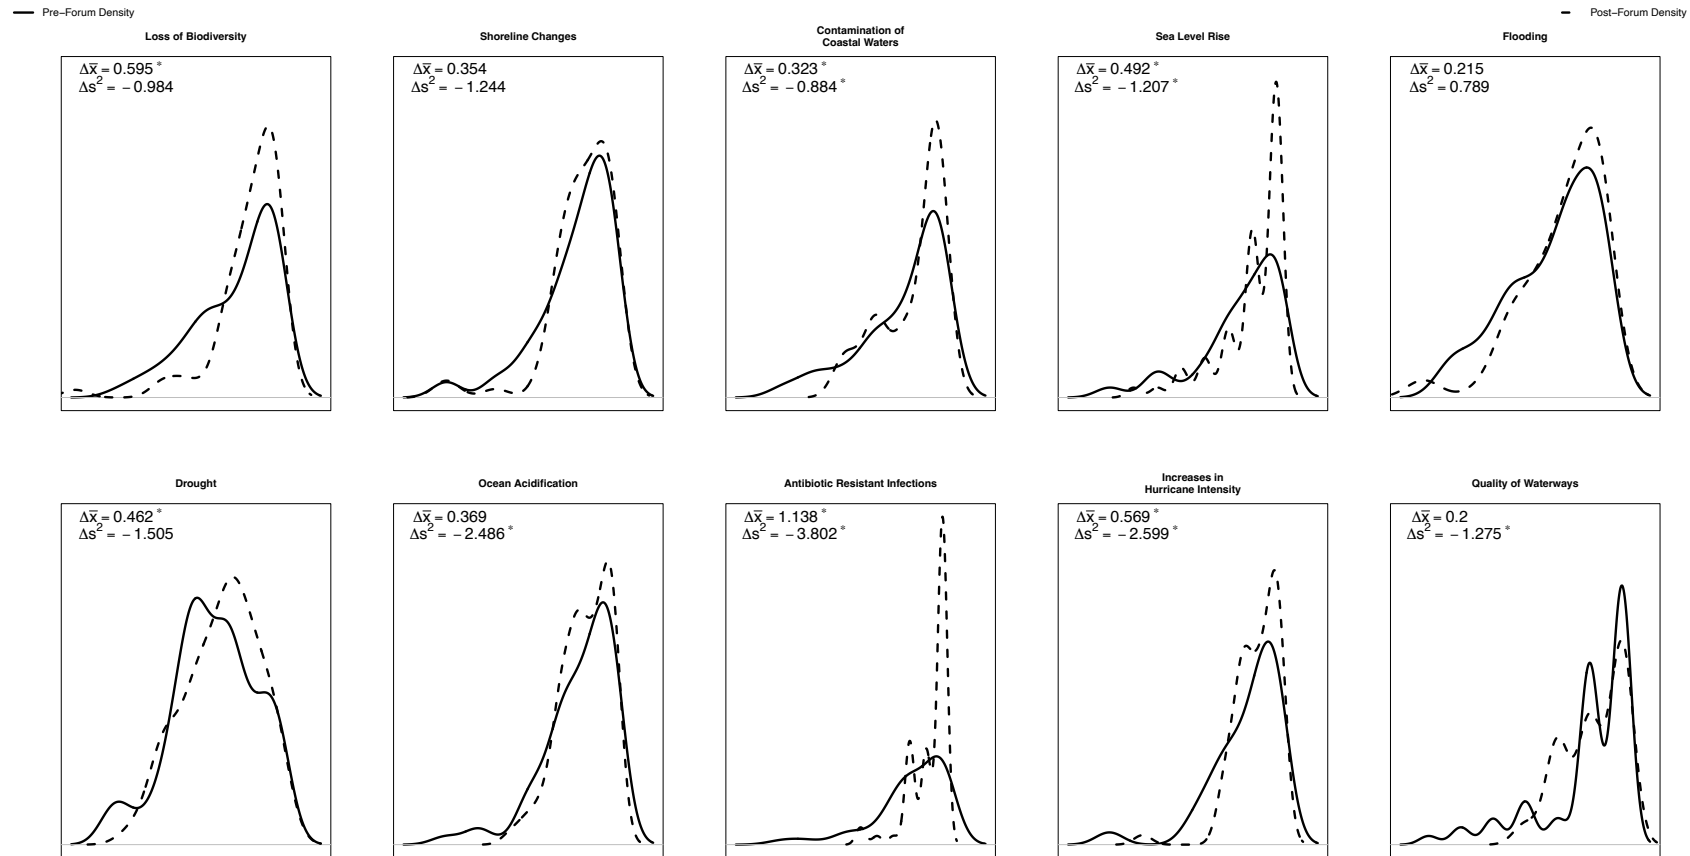 Pre–Forum Density
Post–Forum Density
Loss of Biodiversity
Δx̅ = 0.595 *
Δs² = − 0.984
Shoreline Changes
Δx̅ = 0.354
Δs² = − 1.244
Contamination of
Coastal Waters
Δx̅ = 0.323 *
Δs² = − 0.884 *
Sea Level Rise
Δx̅ = 0.492 *
Δs² = − 1.207 *
Flooding
Δx̅ = 0.215
Δs² = 0.789
Drought
Δx̅ = 0.462 *
Δs² = − 1.505
Ocean Acidification
Δx̅ = 0.369
Δs² = − 2.486 *
Antibiotic Resistant Infections
Δx̅ = 1.138 *
Δs² = − 3.802 *
Increases in
Hurricane Intensity
Δx̅ = 0.569 *
Δs² = − 2.599 *
Quality of Waterways
Δx̅ = 0.2
Δs² = − 1.275 *